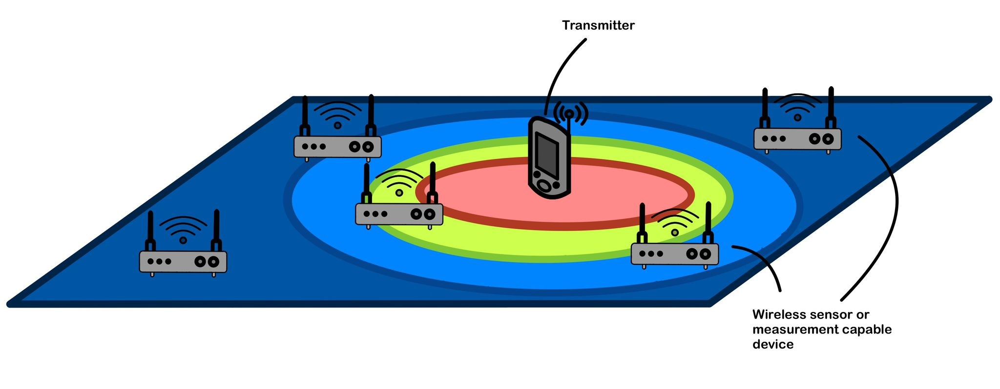 Transmitter
Wireless sensor or
measurement capable
device